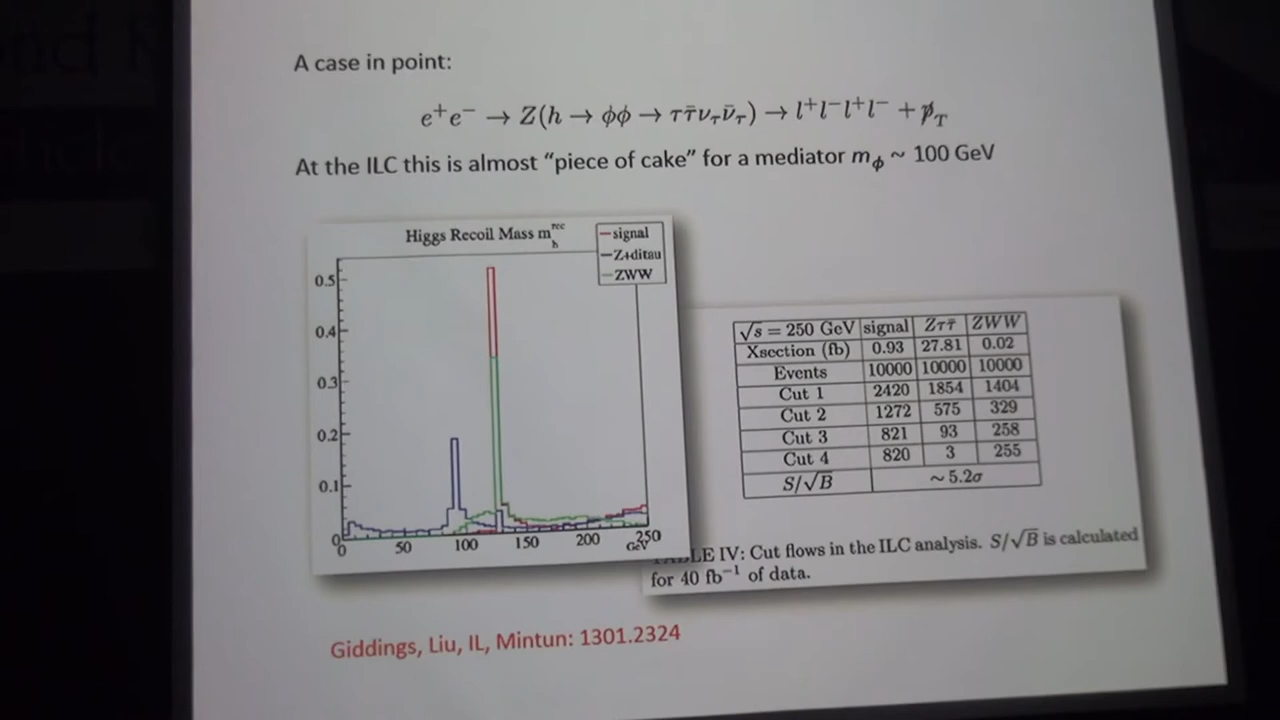 A case in point:
e⁺e⁻ → Z(h → ϕϕ → ττ̄ν_τν̄_τ) → l⁺l⁻l⁺l⁻ + p̸_T
At the ILC this is almost “piece of cake” for a mediator m_ϕ ~ 100 GeV
Higgs Recoil Mass m_h^rec
signal
Z+ditau
ZWW
0.5
0.4
0.3
0.2
0.1
0
0 50 100 150 200 250
GeV
√s = 250 GeV signal Zττ̄ ZWW
Xsection (fb) 0.93 27.81 0.02
Events 10000 10000 10000
Cut 1 2420 1854 1404
Cut 2 1272 575 329
Cut 3 821 93 258
Cut 4 820 3 255
S/√B ~ 5.2σ
IV: Cut flows in the ILC analysis. S/√B is calculated
for 40 fb⁻¹ of data.
Giddings, Liu, IL, Mintun: 1301.2324